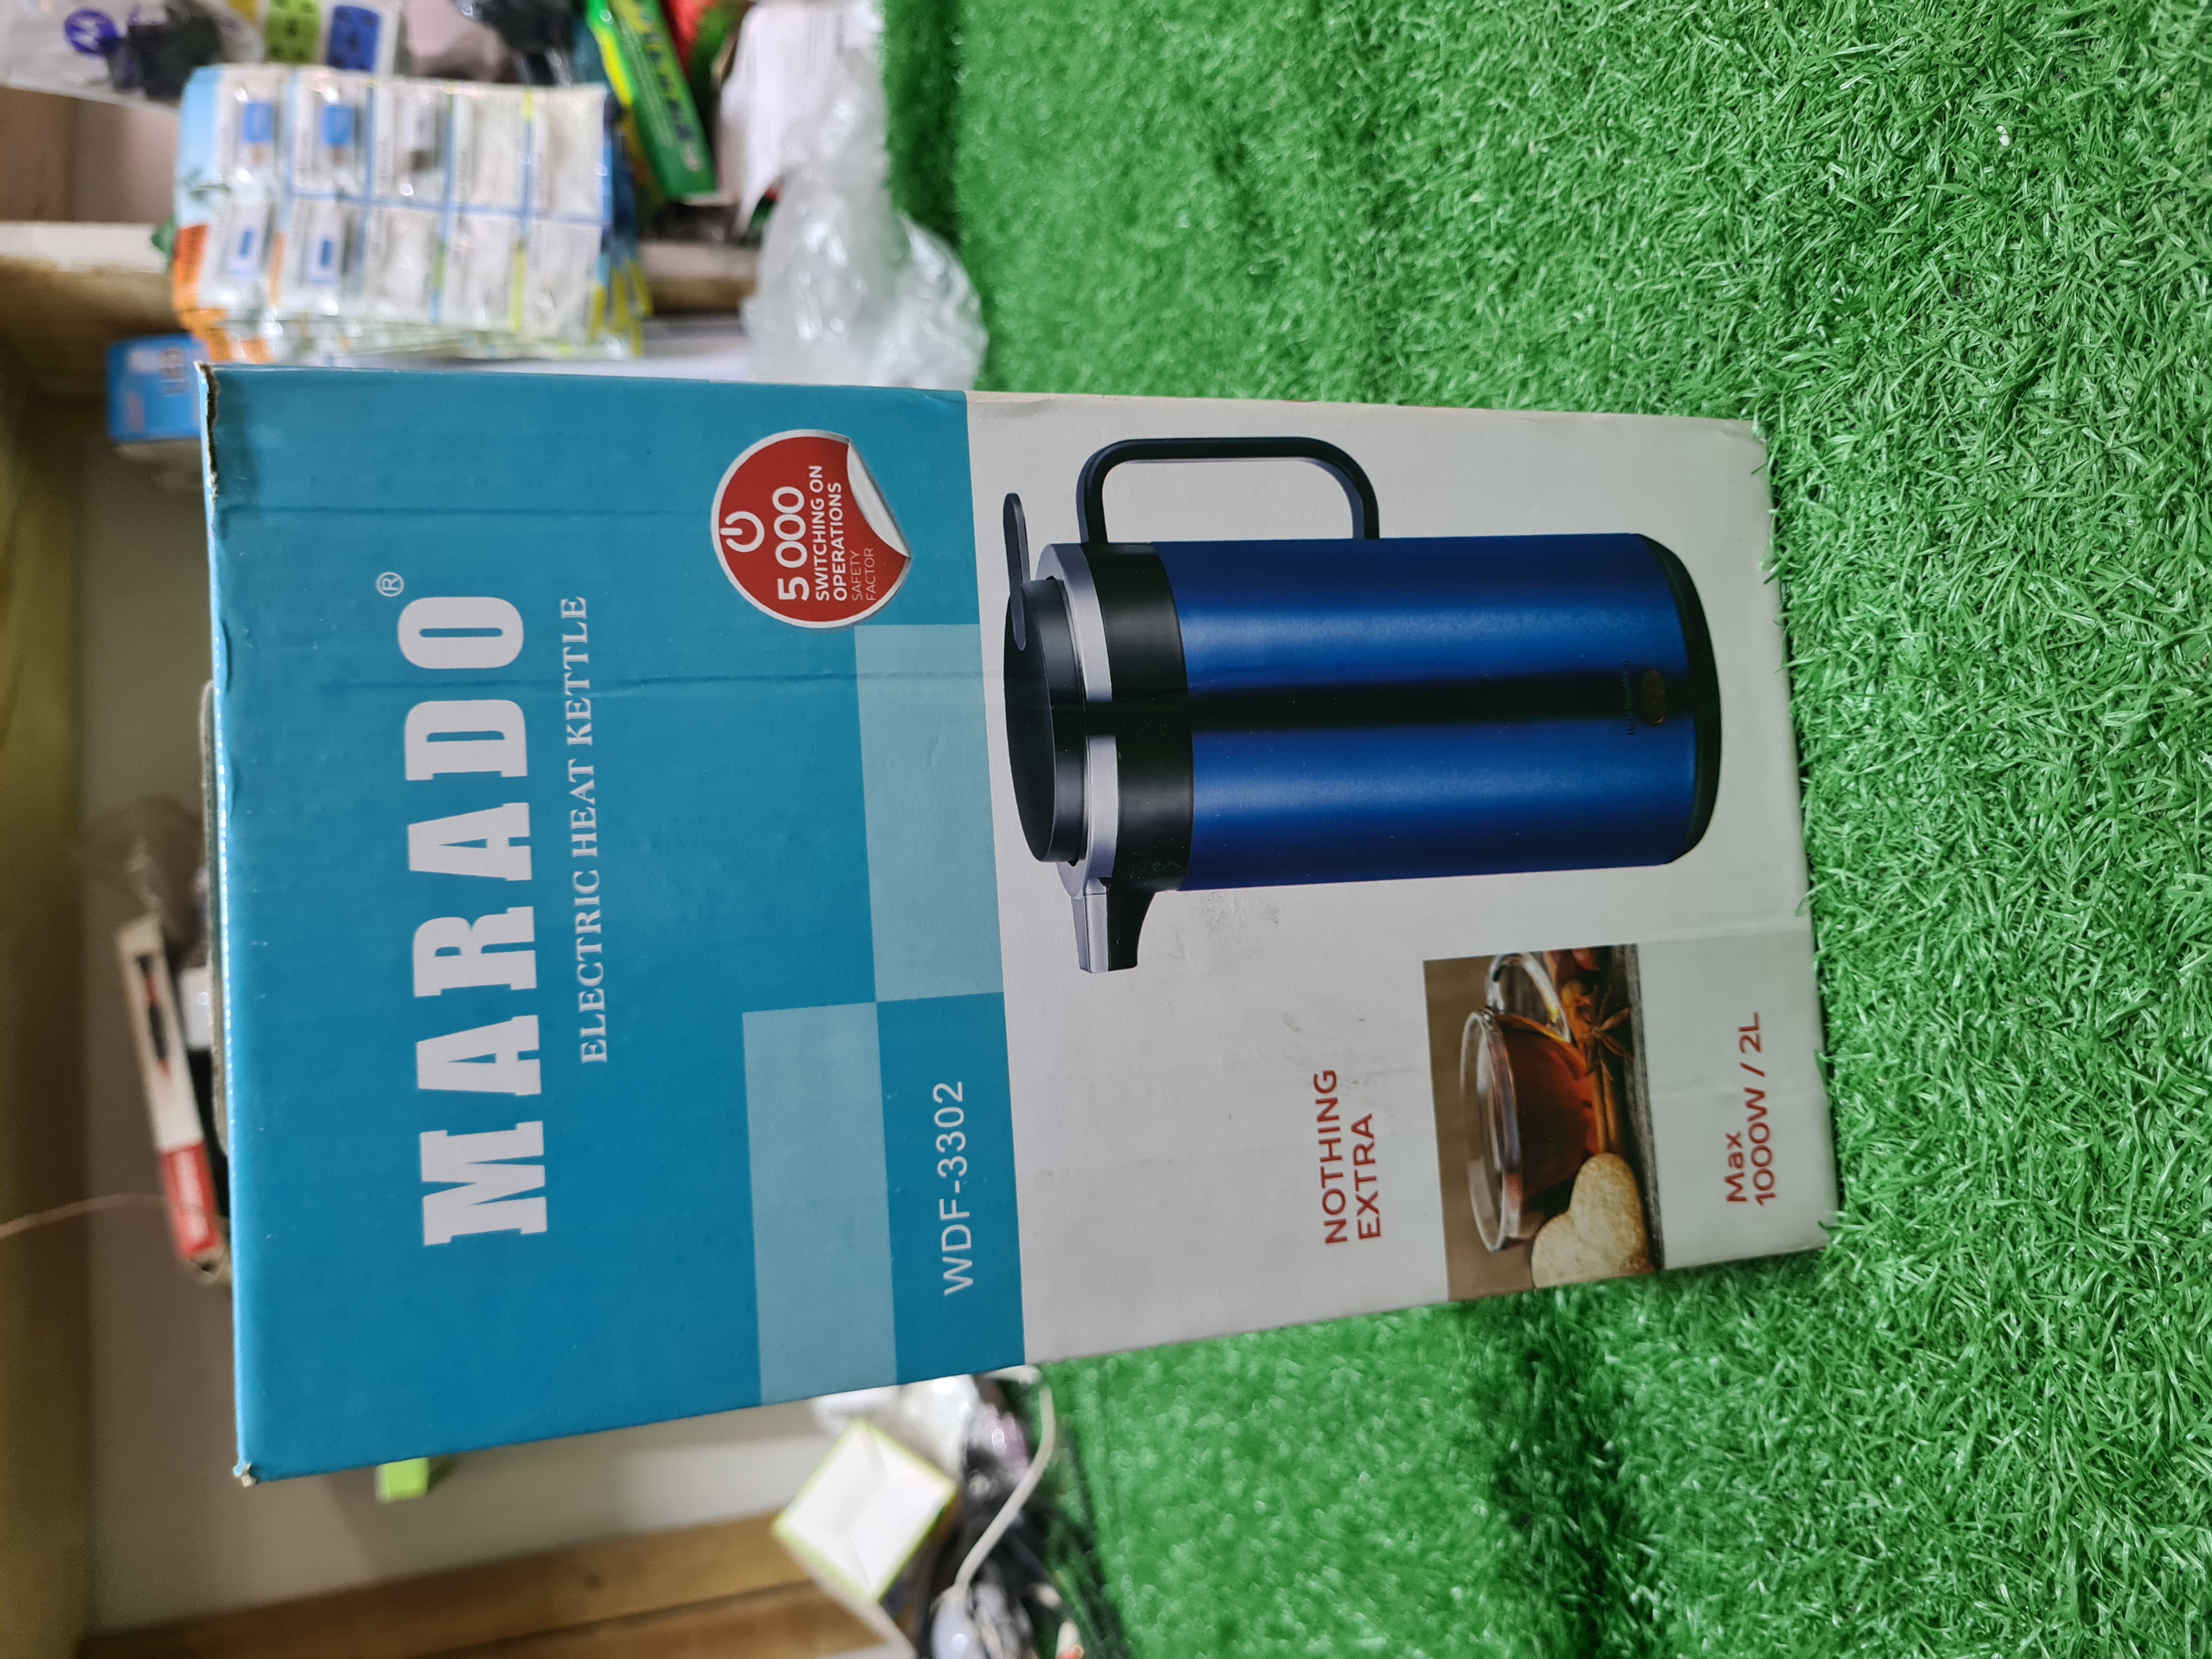 MARADO®
ELECTRIC HEAT KETTLE
5 000
SWITCHING ON
OPERATIONS
SAFETY
FACTOR
WDF-3302
NOTHING
EXTRA
Max
1000W / 2L